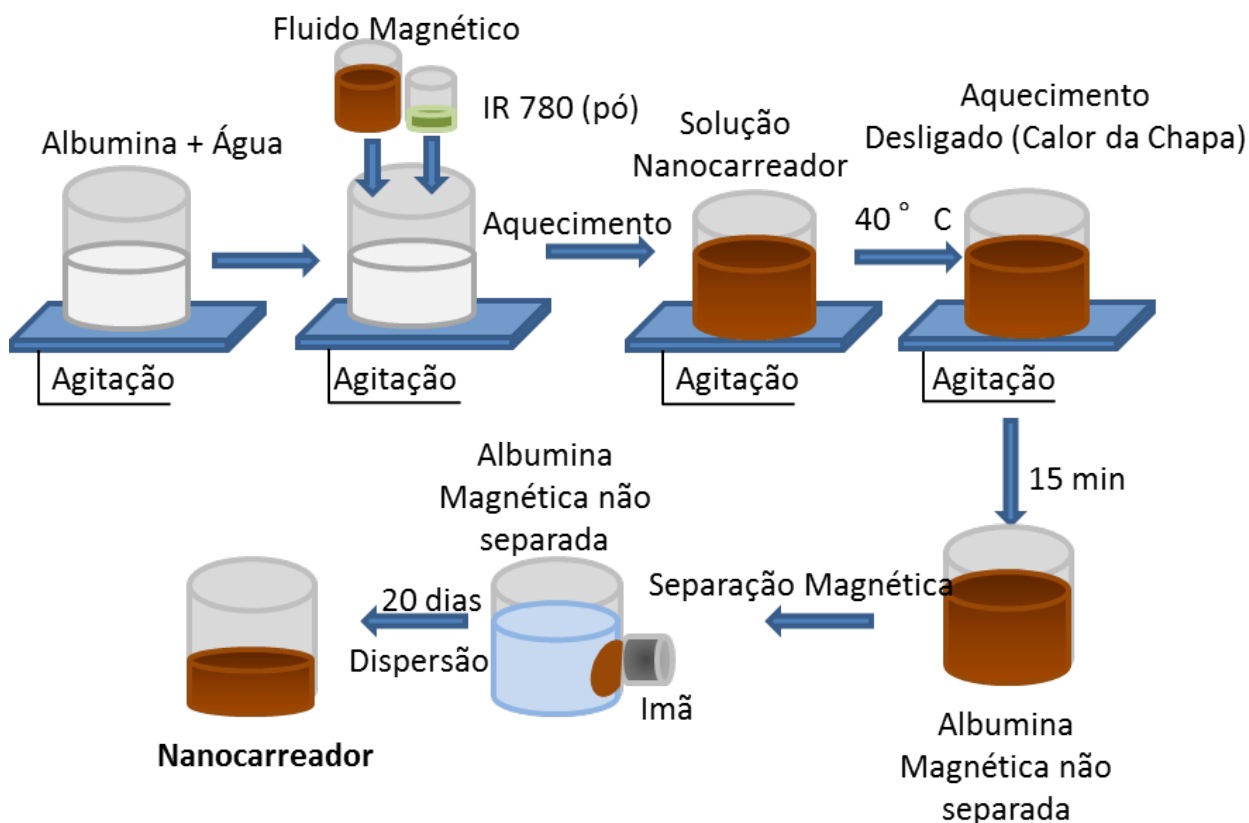 Fluido Magnético
IR 780 (pó)
Albumina + Água
Agitação
Agitação
Aquecimento
Solução
Nanocarreador
Agitação
40 ° C
Aquecimento
Desligado (Calor da Chapa)
Agitação
15 min
Albumina
Magnética não
separada
Separação Magnética
Albumina
Magnética não
separada
Imã
20 dias
Dispersão
Nanocarreador